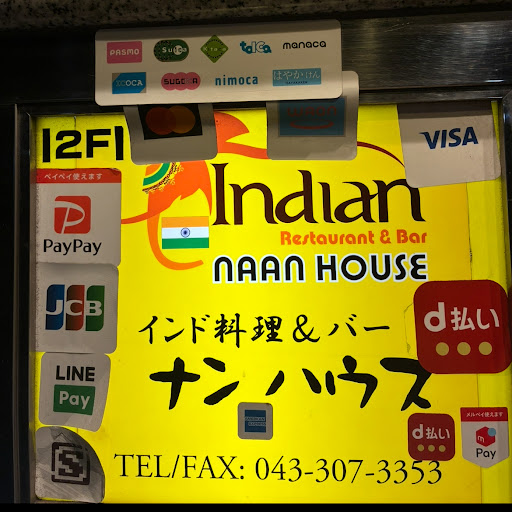 PASMO Suica toica manaca
ICOCA SUGOCA nimoca はやかけん
mastercard
VISA
|2F|
ペイペイ使えます
PayPay
JCB
LINE
Pay
Indian
Restaurant & Bar
NAAN HOUSE
インド料理 & バー
ナン ハウス
d払い
AMERICAN EXPRESS
d払い
メルペイ使えます
Pay
S
TEL/FAX: 043-307-3353